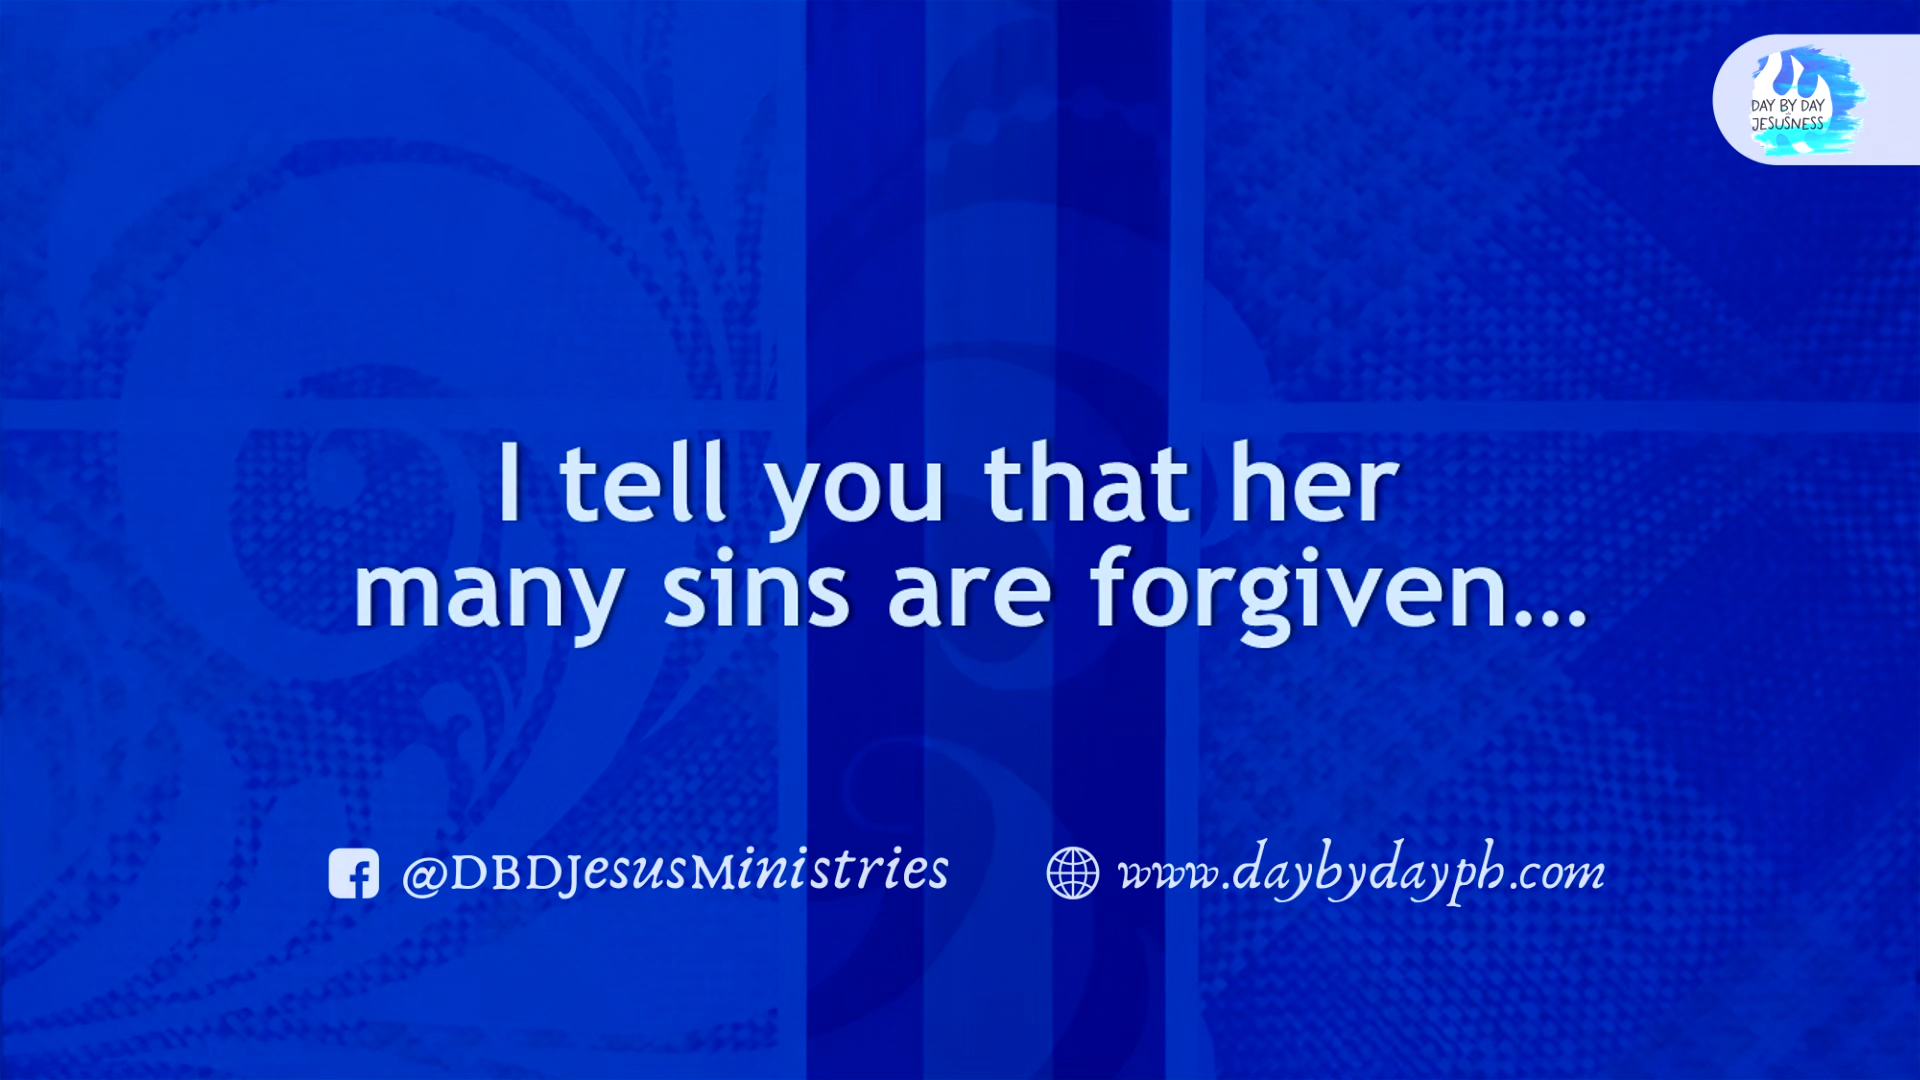 DAY BY DAY
JESUSNESS
I tell you that her
many sins are forgiven...
@DBDJesusMinistries
www.daybydayph.com